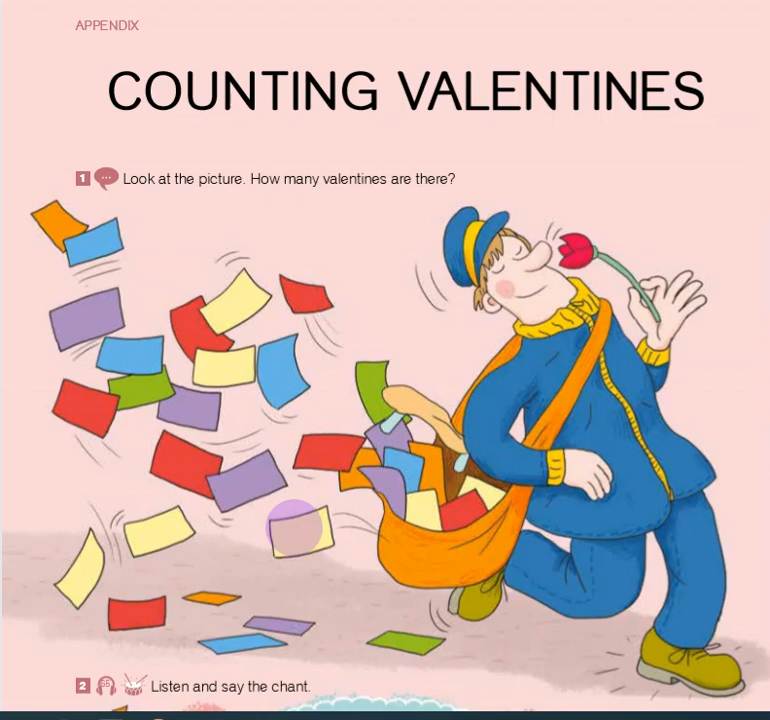 APPENDIX
COUNTING VALENTINES
1 Look at the picture. How many valentines are there?
2 Listen and say the chant.